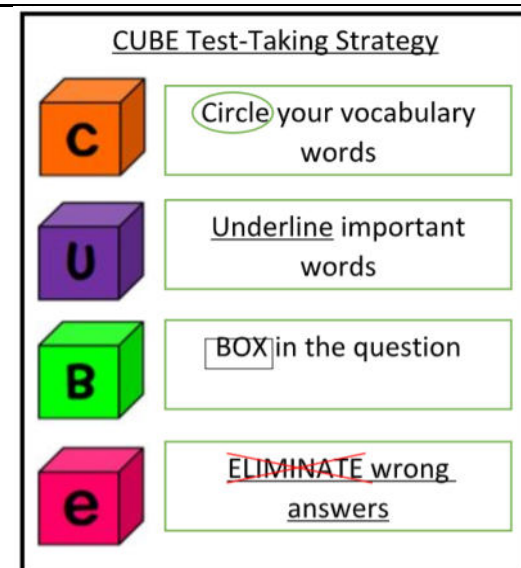 CUBE Test-Taking Strategy
C
Circle your vocabulary
words
U
Underline important
words
B
BOX in the question
e
ELIMINATE wrong
answers